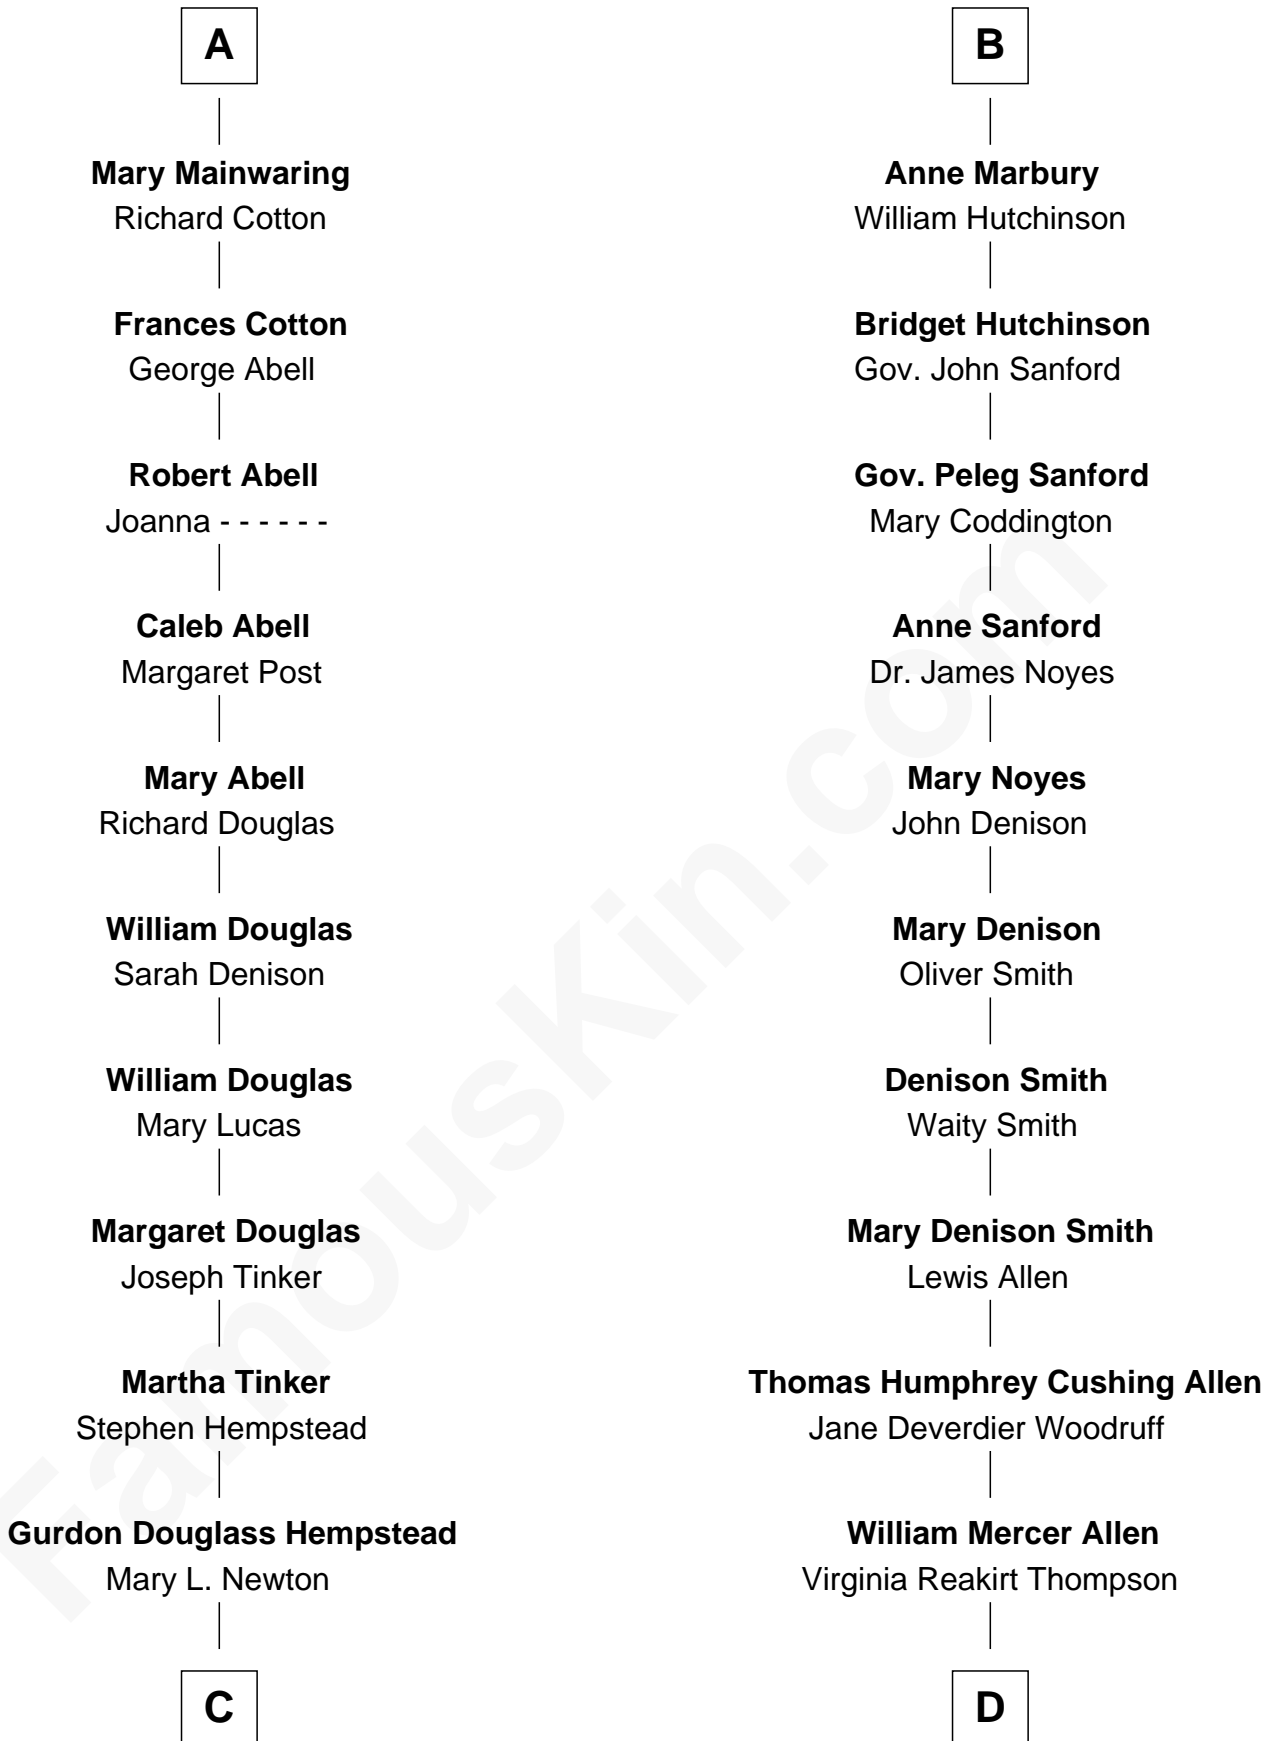 A
Mary Mainwaring
Richard Cotton
Frances Cotton
George Abell
Robert Abell
Joanna - - - - - -
Caleb Abell
Margaret Post
Mary Abell
Richard Douglas
William Douglas
Sarah Denison
William Douglas
Mary Lucas
Margaret Douglas
Joseph Tinker
Martha Tinker
Stephen Hempstead
Gurdon Douglass Hempstead
Mary L. Newton
C
B
Anne Marbury
William Hutchinson
Bridget Hutchinson
Gov. John Sanford
Gov. Peleg Sanford
Mary Coddington
Anne Sanford
Dr. James Noyes
Mary Noyes
John Denison
Mary Denison
Oliver Smith
Denison Smith
Waity Smith
Mary Denison Smith
Lewis Allen
Thomas Humphrey Cushing Allen
Jane Deverdier Woodruff
William Mercer Allen
Virginia Reakirt Thompson
D
FamousKin.com